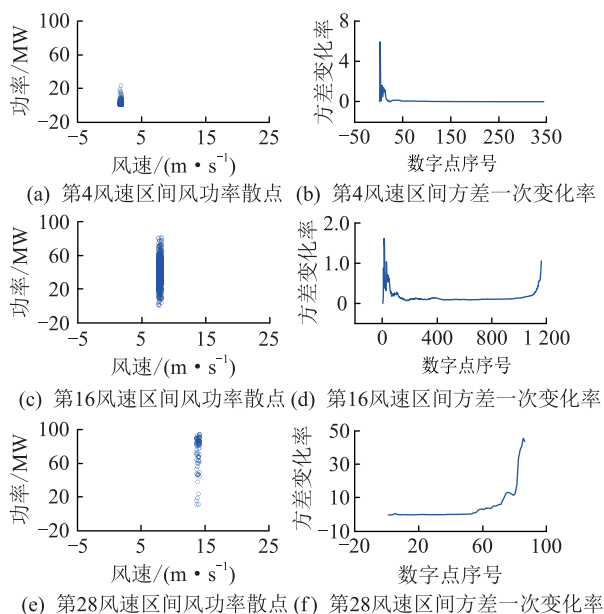 100
80
60
40
20
−20
−5
5
15
25
功率/MW
风速/(m·s⁻¹)
(a) 第4风速区间风功率散点
8
4
0
−50
50
150
250
350
方差变化率
数字点序号
(b) 第4风速区间方差一次变化率
100
80
60
40
20
−20
−5
5
15
25
功率/MW
风速/(m·s⁻¹)
(c) 第16风速区间风功率散点
2.0
1.0
0
0
400
800
1 200
方差变化率
数字点序号
(d) 第16风速区间方差一次变化率
100
80
60
40
20
−20
−5
5
15
25
功率/MW
风速/(m·s⁻¹)
(e) 第28风速区间风功率散点
50
30
10
−10
−20
20
60
100
方差变化率
数字点序号
(f) 第28风速区间方差一次变化率